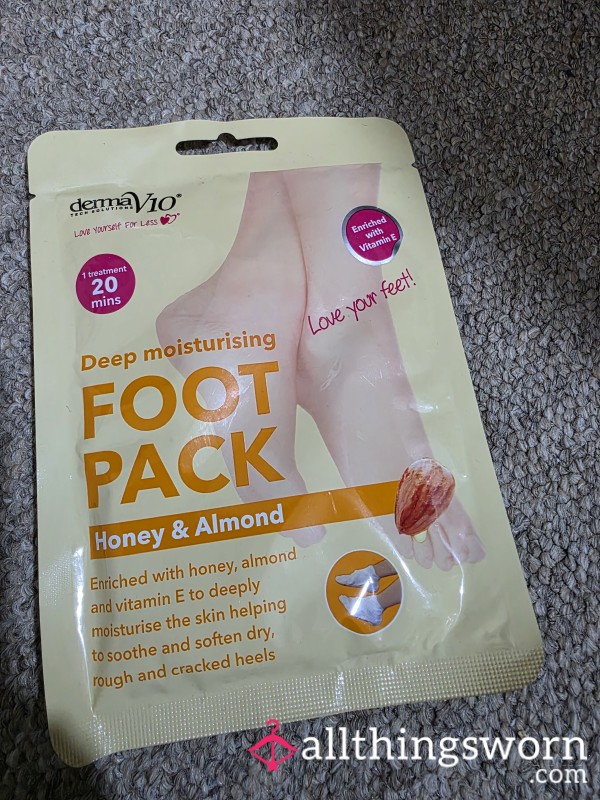 dermaV10®
TECH SOLUTIONS
Love Yourself For Less
Enriched
with
Vitamin E
1 treatment
20
mins
Love your feet!
Deep moisturising
FOOT
PACK
Honey & Almond
Enriched with honey, almond
and vitamin E to deeply
moisturise the skin helping
to soothe and soften dry,
rough and cracked heels
allthingsworn
.com